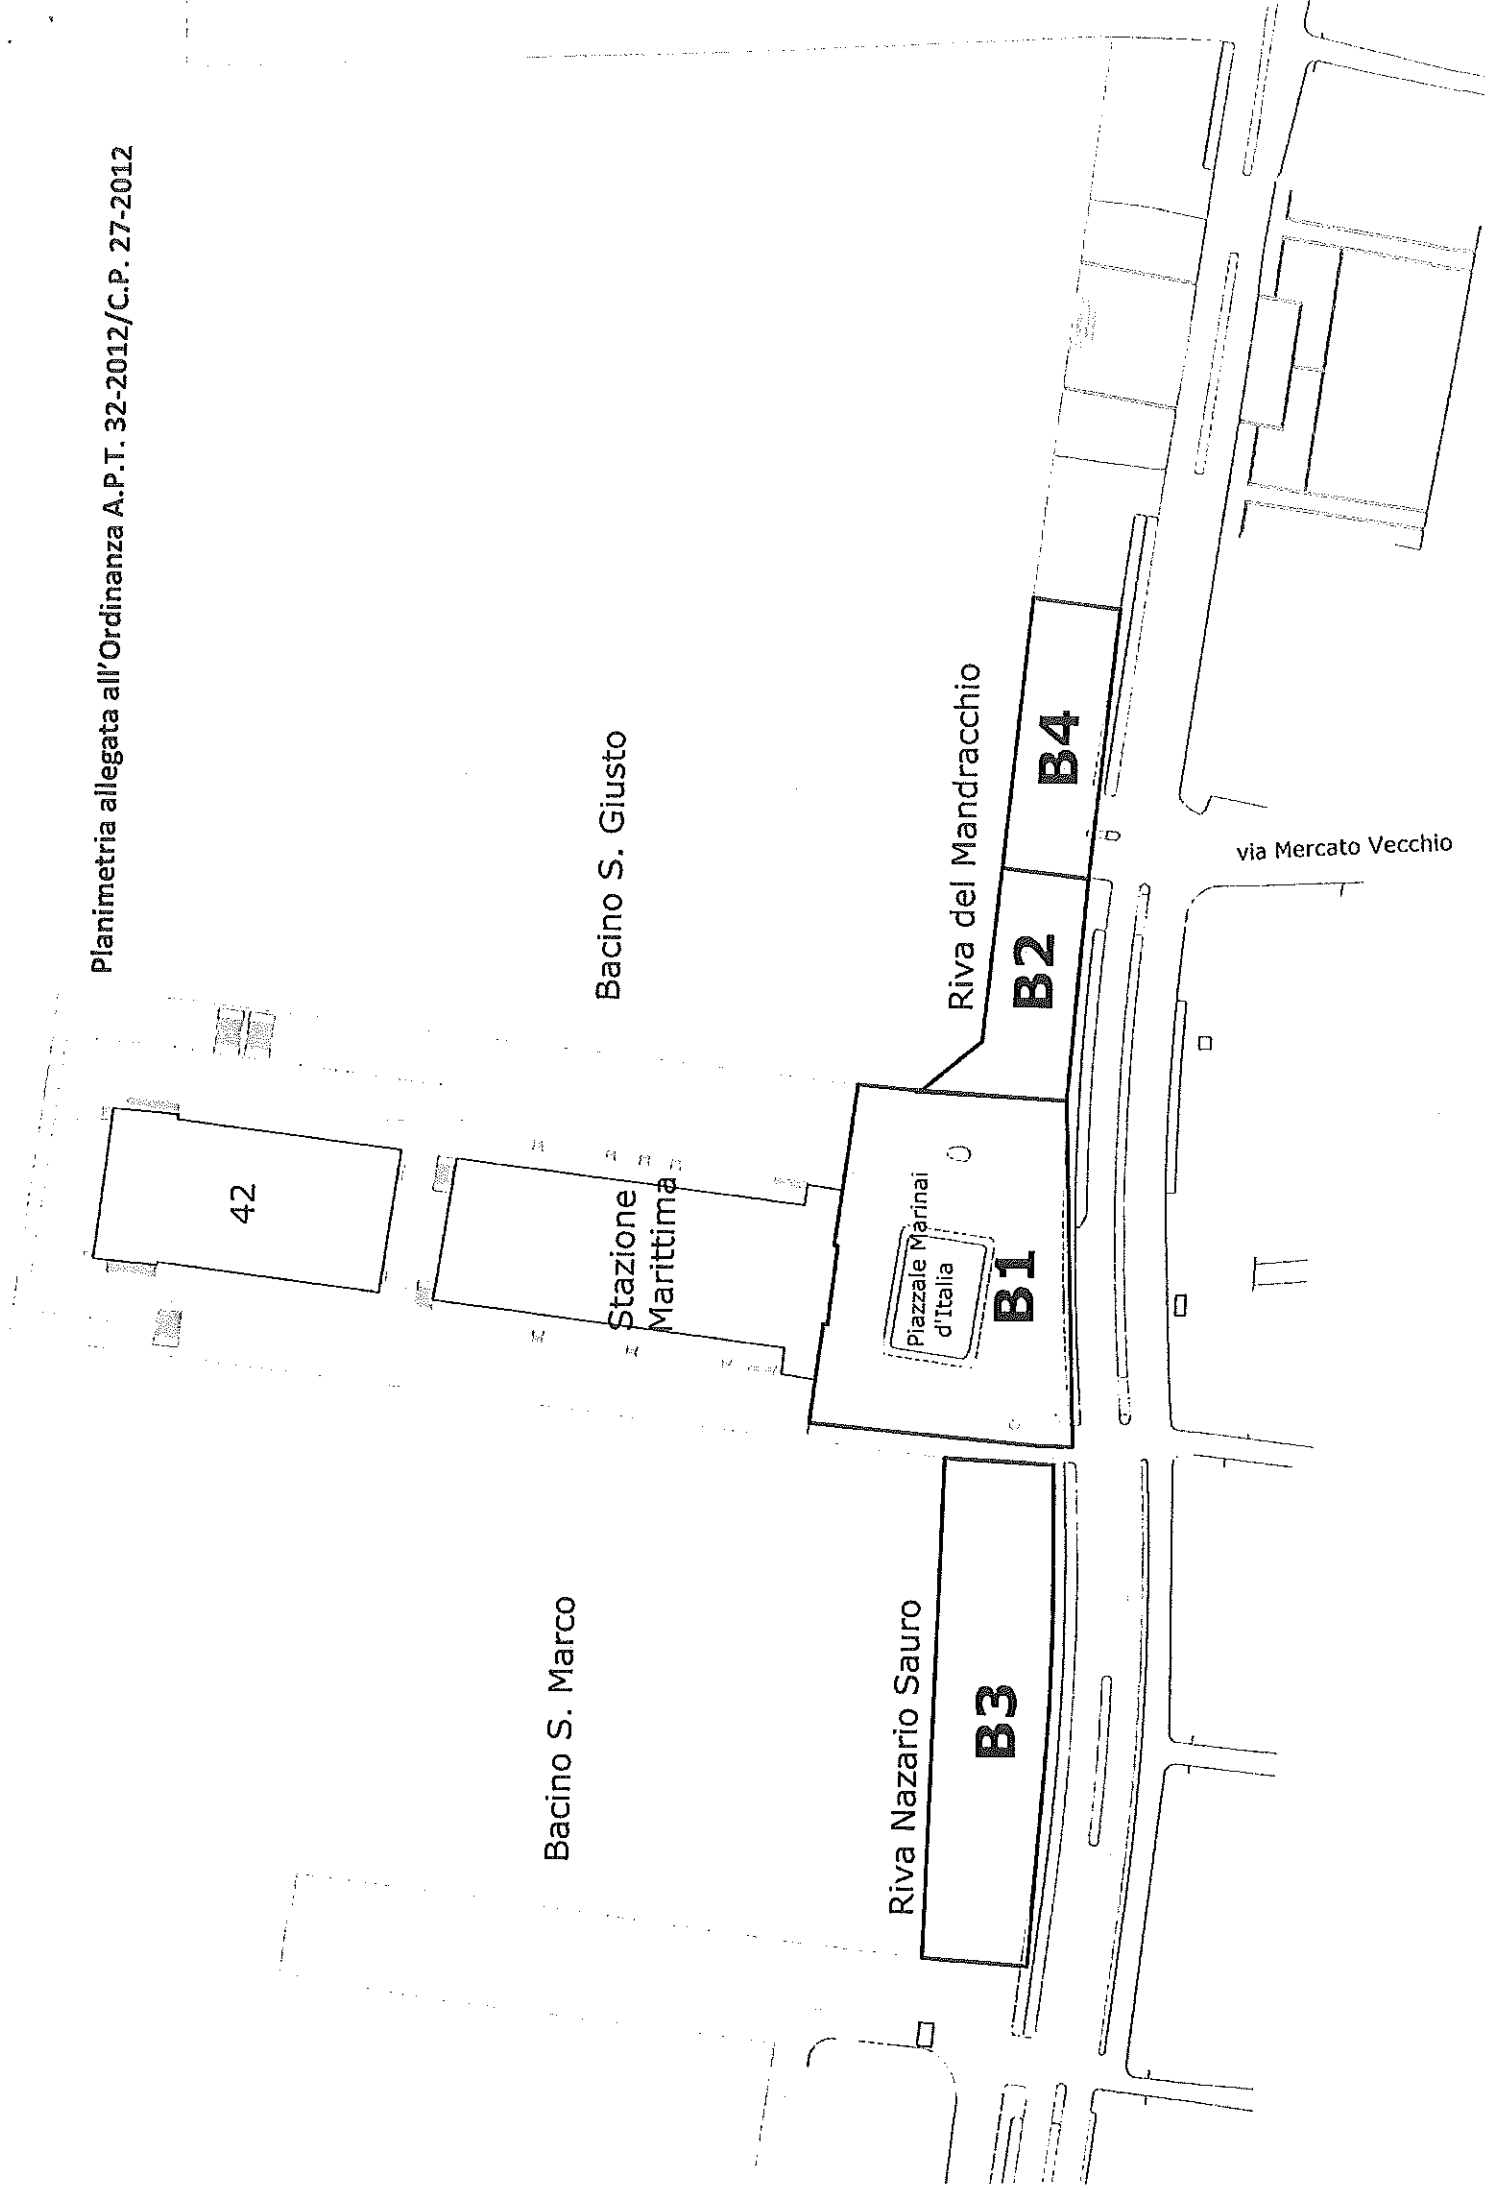 Planimetria allegata all'Ordinanza A.P.T. 32-2012/C.P. 27-2012
42
Bacino S. Marco
Stazione
Marittima
Bacino S. Giusto
Riva Nazario Sauro
Piazzale Marinai
d'Italia
Riva del Mandracchio
B3
B1
B2
B4
via Mercato Vecchio